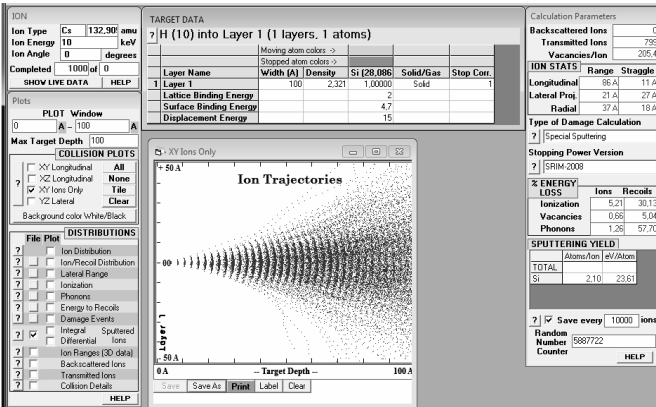 ION
Ion Type Cs 132,90 amu
Ion Energy 10 keV
Ion Angle 0 degrees
Completed 1000 of 0
SHOW LIVE DATA HELP
Plots
PLOT Window
0 A - 100 A
Max Target Depth 100
COLLISION PLOTS
? XY Longitudinal All
XZ Longitudinal None
XY Ions Only Tile
YZ Lateral Clear
Background color White/Black
File Plot DISTRIBUTIONS
? Ion Distribution
? Ion/Recoil Distribution
? Lateral Range
? Ionization
? Phonons
? Energy to Recoils
? Damage Events
? Integral Sputtered
Differential Ions
? Ion Ranges (3D data)
? Backscattered Ions
? Transmitted Ions
? Collision Details
HELP
TARGET DATA
? H (10) into Layer 1 (1 layers, 1 atoms)
Moving atom colors ->
Stopped atom colors ->
Layer Name Width (A) Density Si (28,086 Solid/Gas Stop Corr.
1 Layer 1 100 2,321 1,00000 Solid 1
Lattice Binding Energy 2
Surface Binding Energy 4,7
Displacement Energy 15
XY Ions Only
+ 50 A
Ion Trajectories
00
Layer 1
- 50 A
0 A -- Target Depth -- 100 A
Save Save As Print Label Clear
Calculation Parameters
Backscattered Ions 0
Transmitted Ions 799
Vacancies/Ion 205,4
ION STATS Range Straggle
Longitudinal 86 A 11 A
Lateral Proj. 21 A 27 A
Radial 37 A 18 A
Type of Damage Calculation
? Special Sputtering
Stopping Power Version
? SRIM-2008
% ENERGY LOSS Ions Recoils
Ionization 5,21 30,13
Vacancies 0,66 5,04
Phonons 1,26 57,70
SPUTTERING YIELD
Atoms/Ion eV/Atom
TOTAL
Si 2,10 23,61
? Save every 10000 ions
Random
Number 5887722
Counter
HELP